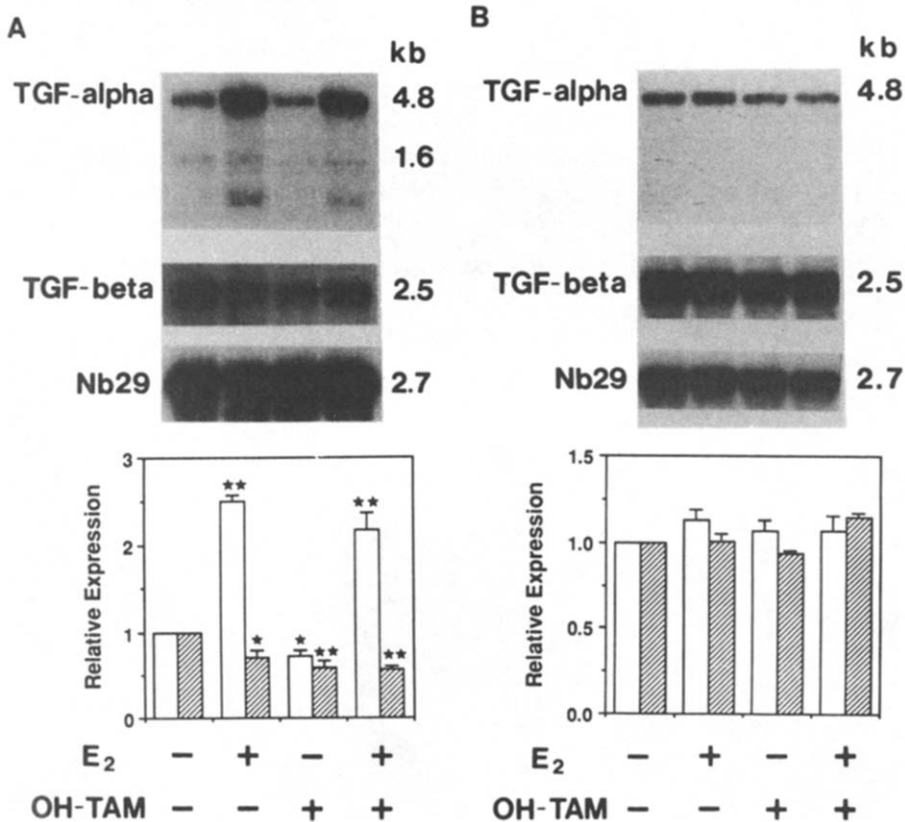 A
B
kb
kb
TGF-alpha
4.8
TGF-alpha
4.8
1.6
TGF-beta
2.5
TGF-beta
2.5
Nb29
2.7
Nb29
2.7
Relative Expression
3
2
1
0
★★
★
★
★★
★★
★★
Relative Expression
1.5
1.0
0.5
0.0
E₂ − + − +
E₂ − + − +
OH-TAM − − + +
OH-TAM − − + +